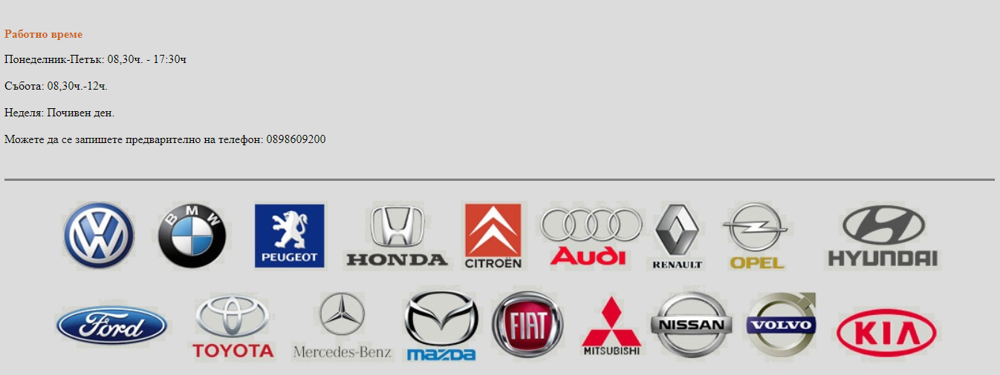 Работно време
Понеделник-Петък: 08,30ч. - 17:30ч
Събота: 08,30ч.-12ч.
Неделя: Почивен ден.
Можете да се запишете предварително на телефон: 0898609200
BMW
PEUGEOT
HONDA
CITROËN
Audi
RENAULT
OPEL
HYUNDAI
Ford
TOYOTA
Mercedes-Benz
mazda
FIAT
MITSUBISHI
NISSAN
VOLVO
KIA